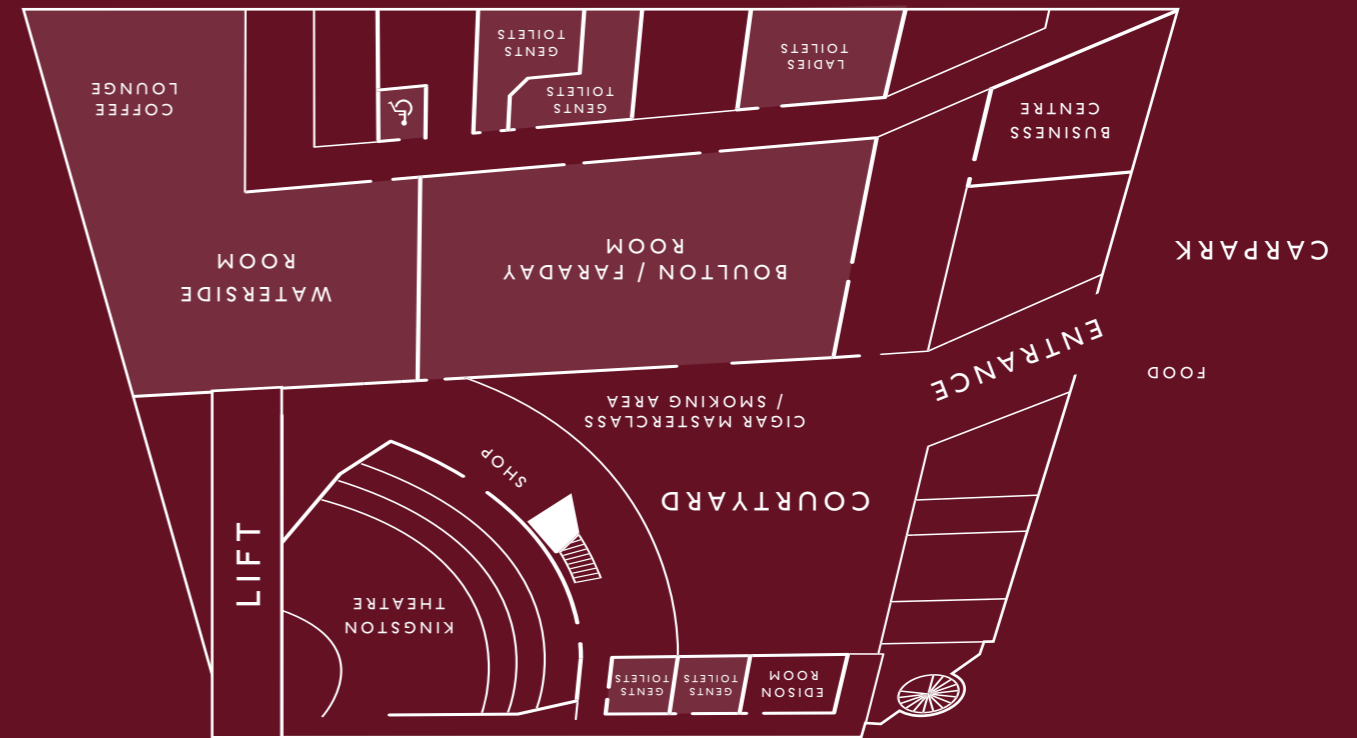 EDISON
ROOM
GENTS
TOILETS
GENTS
TOILETS
KINGSTON
THEATRE
LIFT
COURTYARD
SHOP
CIGAR MASTERCLASS
/ SMOKING AREA
FOOD
ENTRANCE
CARPARK
BOULTON / FARADAY
ROOM
WATERSIDE
ROOM
BUSINESS
CENTRE
LADIES
TOILETS
GENTS
TOILETS
GENTS
TOILETS
COFFEE
LOUNGE